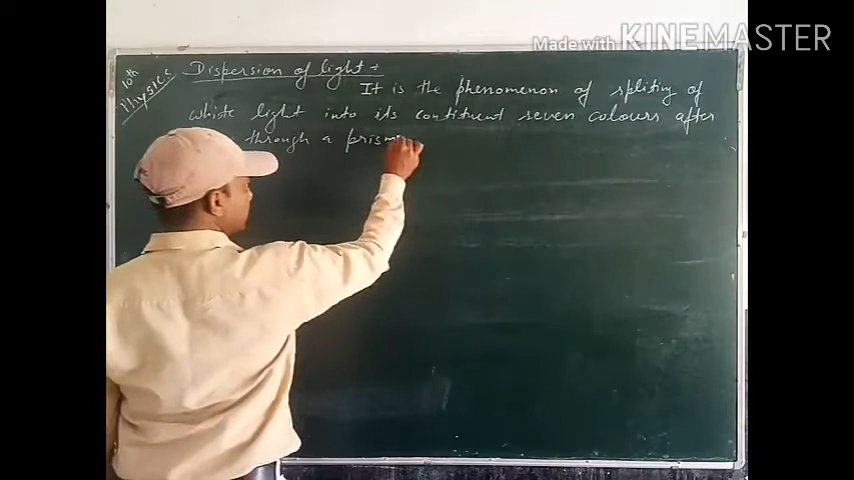 Made with KINEMASTER
10th
Physics
Dispersion of light :-
It is the phenomenon of spliting of
white light into its contituent seven colours after
through a prism